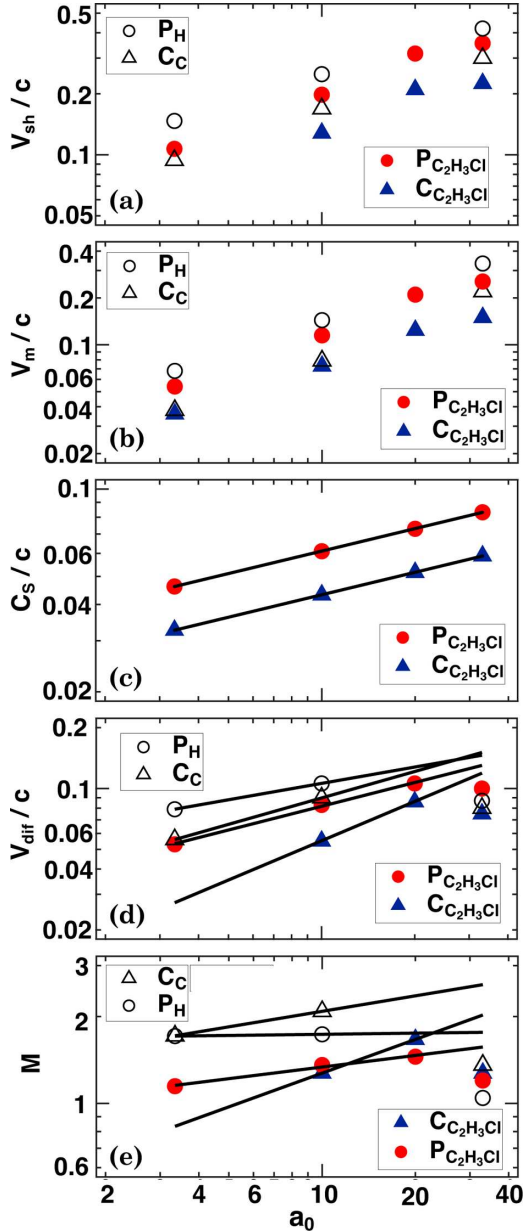 0.5
0.2
0.1
0.05
V_sh / c
P_H
C_C
P_C₂H₃Cl
C_C₂H₃Cl
(a)
0.4
0.2
0.1
0.06
0.04
0.02
V_m / c
P_H
C_C
P_C₂H₃Cl
C_C₂H₃Cl
(b)
0.1
0.06
0.04
0.02
C_S / c
P_C₂H₃Cl
C_C₂H₃Cl
(c)
0.2
0.1
0.06
0.04
0.02
V_dif / c
P_H
C_C
P_C₂H₃Cl
C_C₂H₃Cl
(d)
3
2
1
0.6
M
C_C
P_H
C_C₂H₃Cl
P_C₂H₃Cl
(e)
2 4 6 10 20 40
a₀